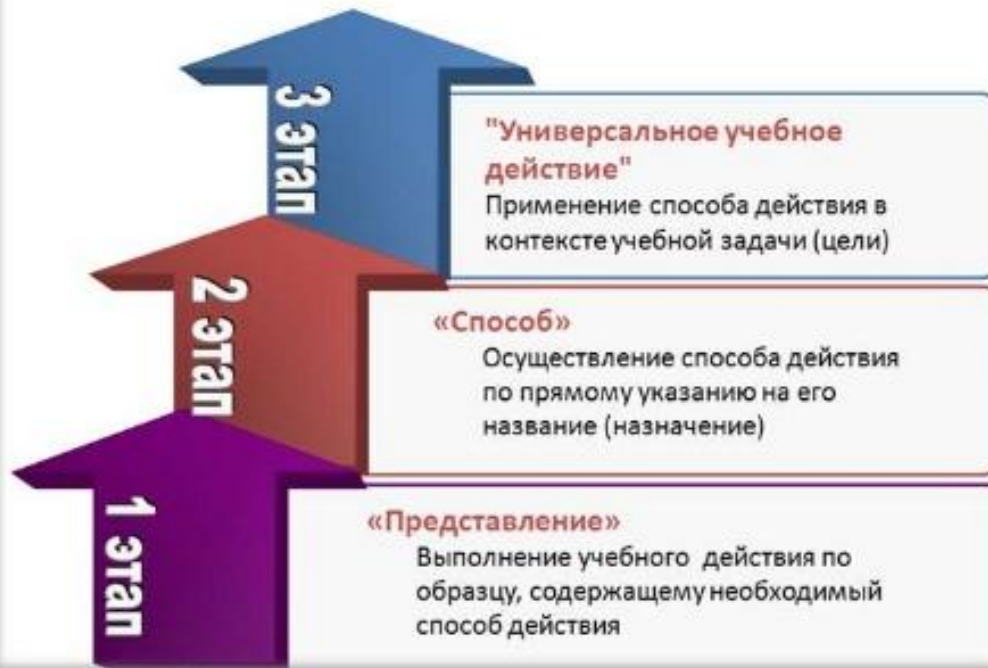 3 этап
"Универсальное учебное
действие"
Применение способа действия в
контексте учебной задачи (цели)
2 этап
«Способ»
Осуществление способа действия
по прямому указанию на его
название (назначение)
1 этап
«Представление»
Выполнение учебного действия по
образцу, содержащему необходимый
способ действия